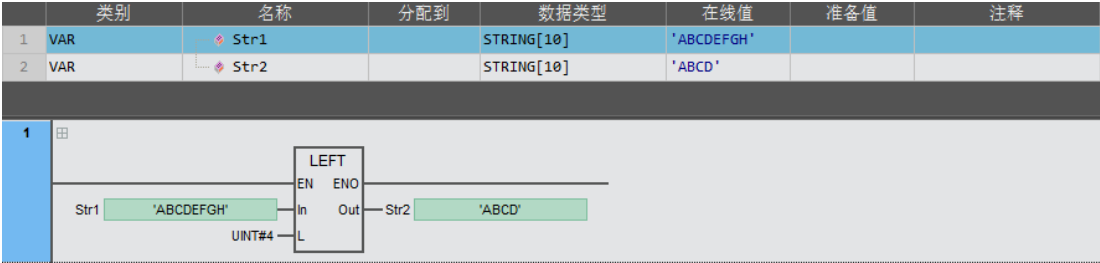 类别 名称 分配到 数据类型 在线值 准备值 注释
1 VAR Str1 STRING[10] 'ABCDEFGH'
2 VAR Str2 STRING[10] 'ABCD'
1
LEFT
EN ENO
Str1 'ABCDEFGH' In Out Str2 'ABCD'
UINT#4 L